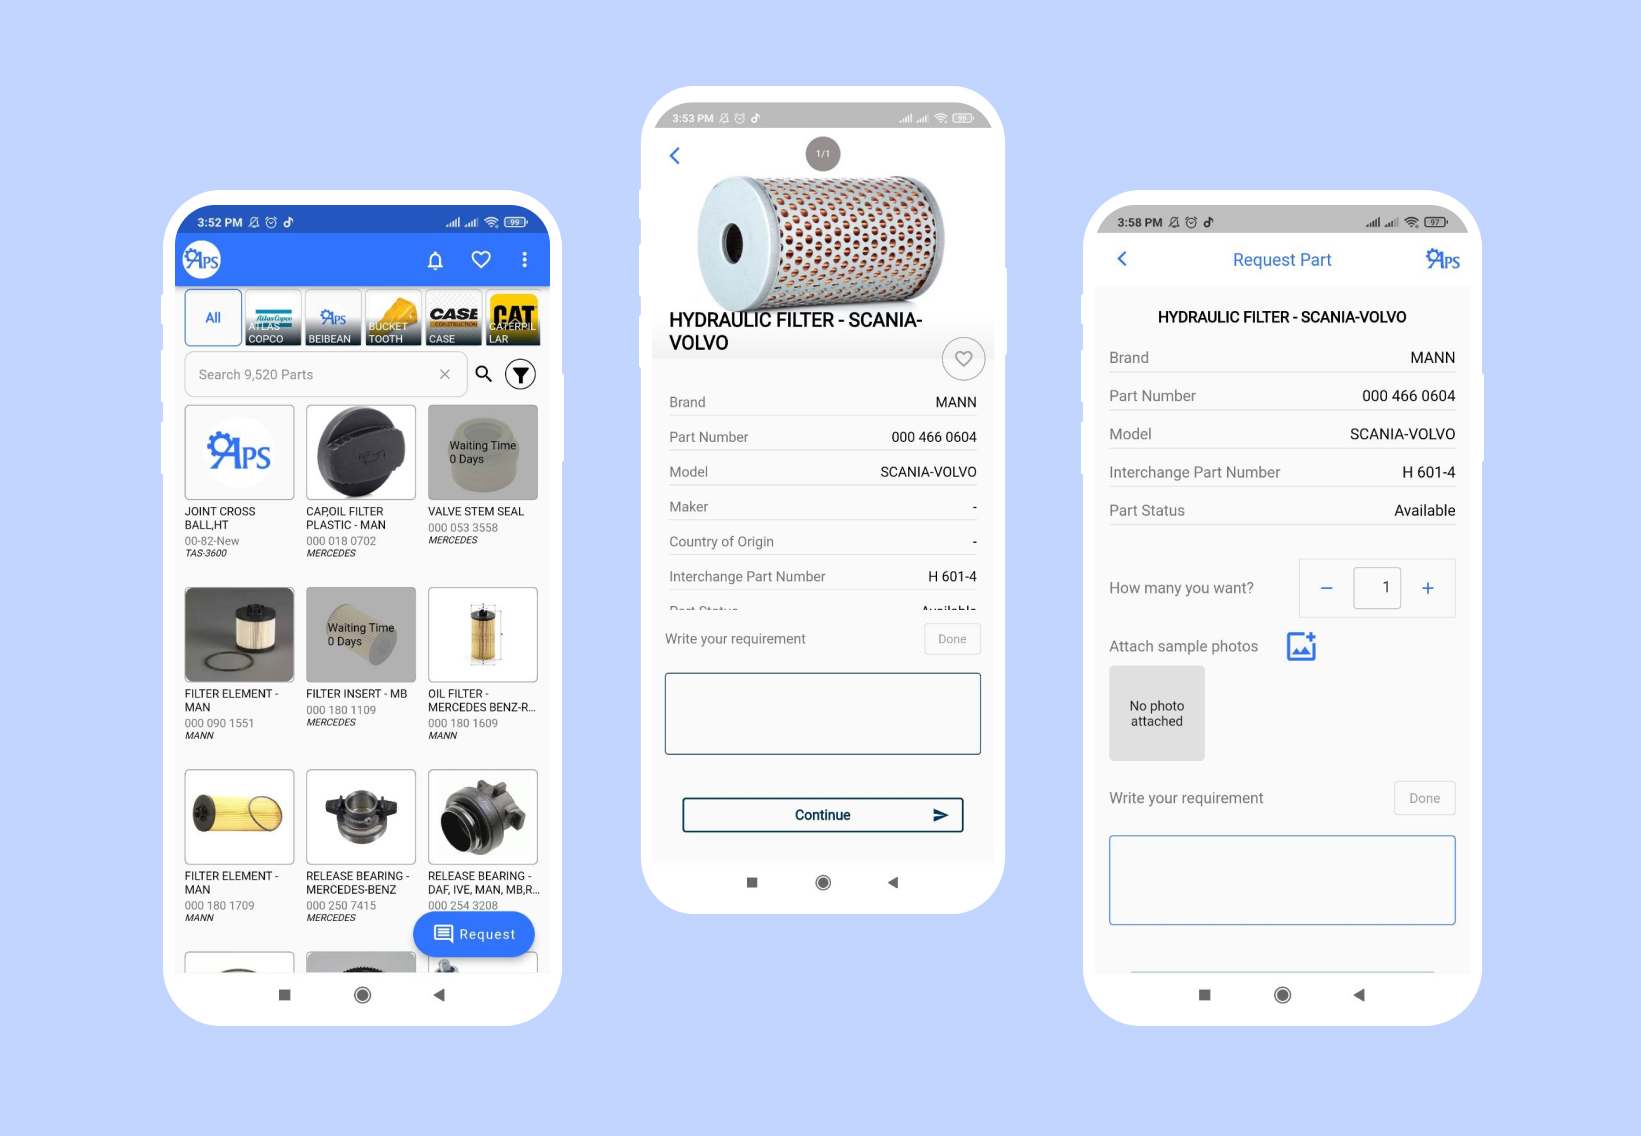 3:52 PM
99
APS
All
Atlas Copco
ATLAS
COPCO
APS
BEIBEAN
BUCKET
TOOTH
CASE
CONSTRUCTION
CASE
CAT
CATERPIL
LAR
Search 9,520 Parts
APS
JOINT CROSS
BALL,HT
00-82-New
TAS-3600
CAP,OIL FILTER
PLASTIC - MAN
000 018 0702
MERCEDES
Waiting Time
0 Days
VALVE STEM SEAL
000 053 3558
MERCEDES
FILTER ELEMENT -
MAN
000 090 1551
MANN
Waiting Time
0 Days
FILTER INSERT - MB
000 180 1109
MERCEDES
OIL FILTER -
MERCEDES BENZ-R...
000 180 1609
MANN
FILTER ELEMENT -
MAN
000 180 1709
MANN
RELEASE BEARING -
MERCEDES-BENZ
000 250 7415
MERCEDES
RELEASE BEARING -
DAF, IVE, MAN, MB,R...
000 254 3208
Request
3:53 PM
99
1/1
HYDRAULIC FILTER - SCANIA-
VOLVO
Brand MANN
Part Number 000 466 0604
Model SCANIA-VOLVO
Maker -
Country of Origin -
Interchange Part Number H 601-4
Part Status Available
Write your requirement Done
Continue
3:58 PM
97
Request Part
APS
HYDRAULIC FILTER - SCANIA-VOLVO
Brand MANN
Part Number 000 466 0604
Model SCANIA-VOLVO
Interchange Part Number H 601-4
Part Status Available
How many you want? − 1 +
Attach sample photos
No photo
attached
Write your requirement Done